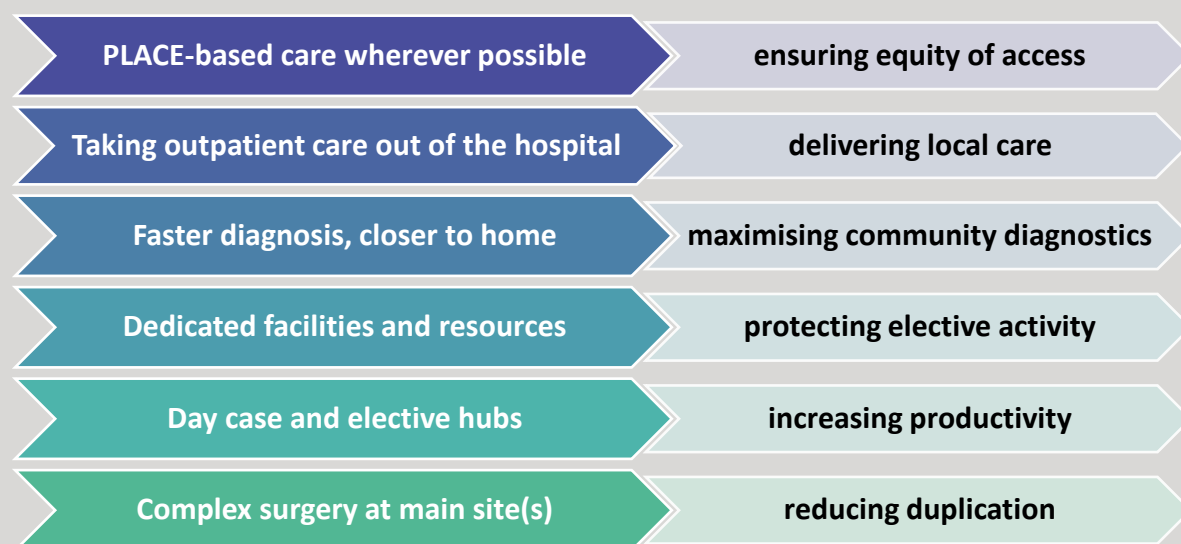 PLACE-based care wherever possible
ensuring equity of access
Taking outpatient care out of the hospital
delivering local care
Faster diagnosis, closer to home
maximising community diagnostics
Dedicated facilities and resources
protecting elective activity
Day case and elective hubs
increasing productivity
Complex surgery at main site(s)
reducing duplication